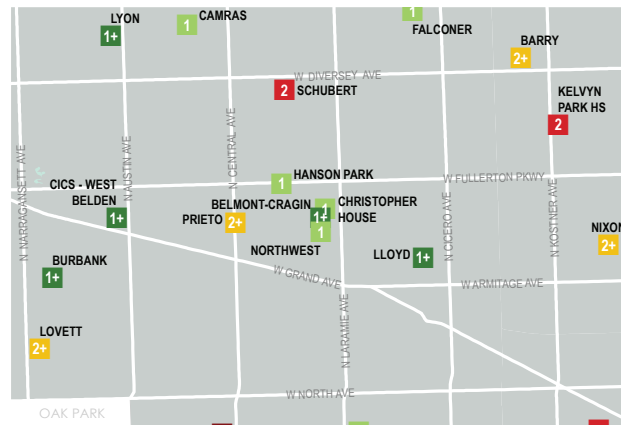 LYON
1+
CAMRAS
1
1
FALCONER
BARRY
2+
W DIVERSEY AVE
2
SCHUBERT
KELVYN
PARK HS
2
N NARRAGANSETT AVE
N AUSTIN AVE
N CENTRAL AVE
HANSON PARK
1
W FULLERTON PKWY
CICS - WEST
BELDEN
1+
BELMONT-CRAGIN
1+
PRIETO
2+
1
CHRISTOPHER
HOUSE
1
NORTHWEST
LLOYD
1+
N CICERO AVE
N KOSTNER AVE
NIXON
2+
BURBANK
1+
W GRAND AVE
W ARMITAGE AVE
LOVETT
2+
N LARAMIE AVE
W NORTH AVE
OAK PARK